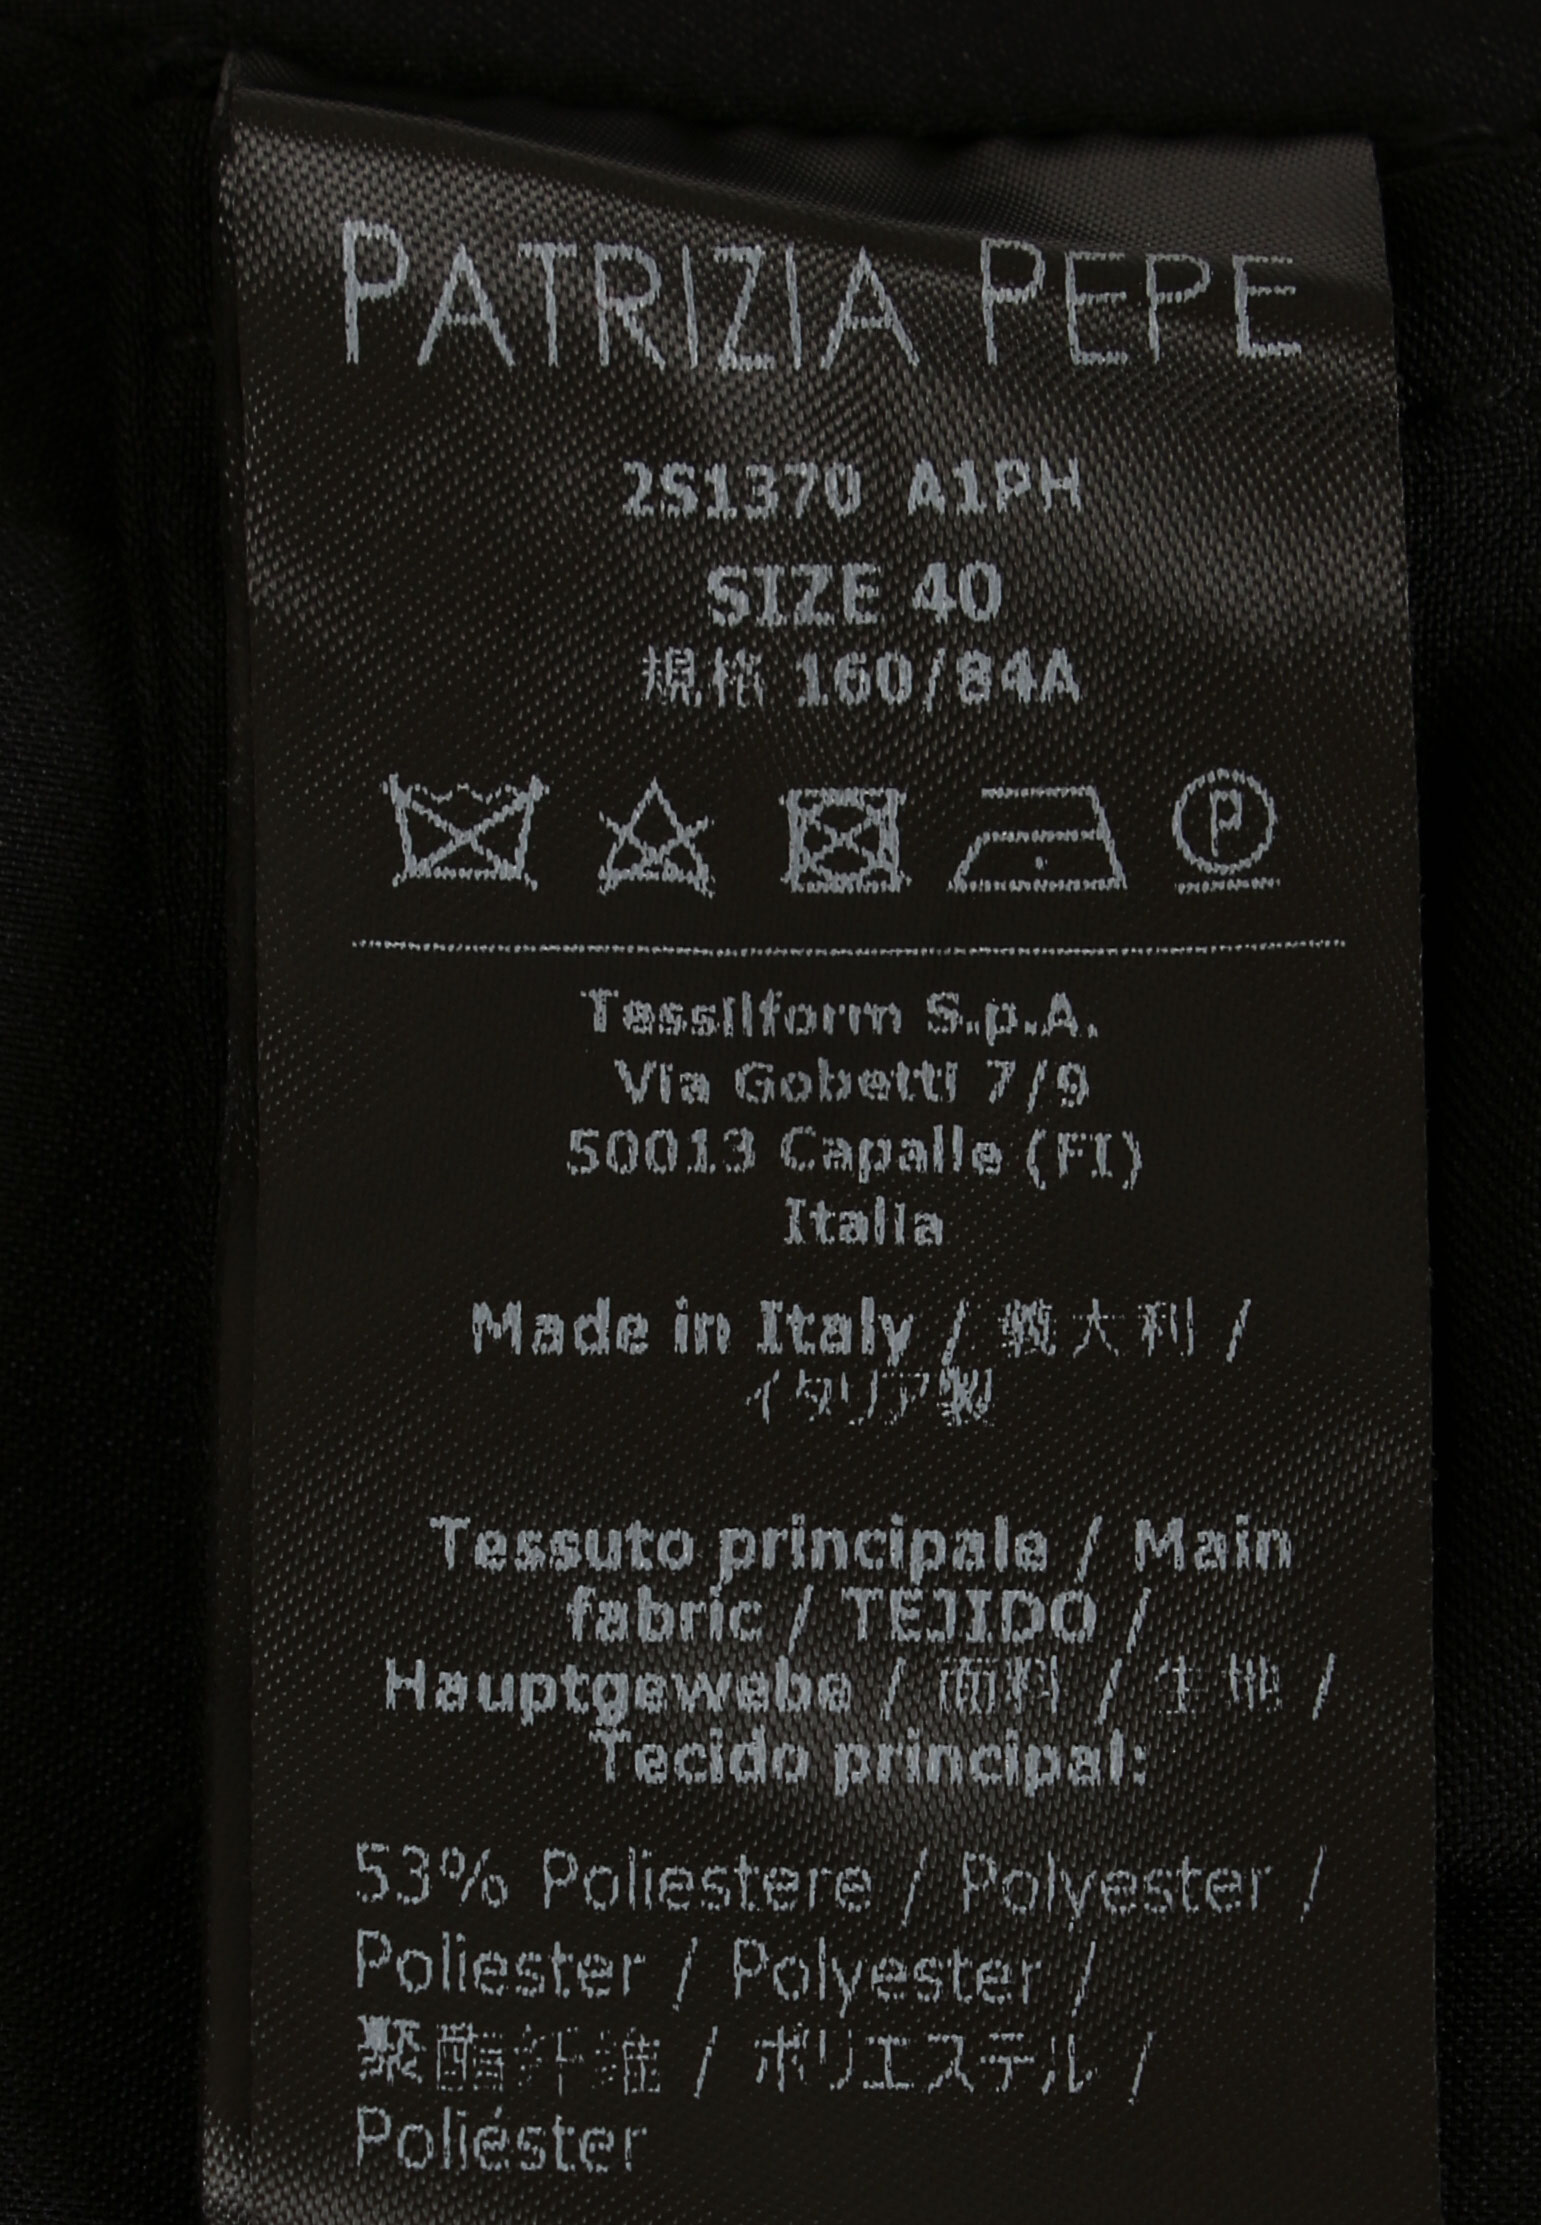 PATRIZIA PEPE
2S1370 A1PH
SIZE 40
規格 160/84A
P
Tessilform S.p.A.
Via Gobetti 7/9
50013 Capalle (FI)
Italia
Made in Italy / 義大利 /
イタリア製
Tessuto principale / Main
fabric / TEJIDO /
Hauptgewebe / 面料 / 生地 /
Tecido principal:
53% Poliestere / Polyester /
Poliester / Polyester /
聚酯纤维 / ポリエステル /
Poliéster